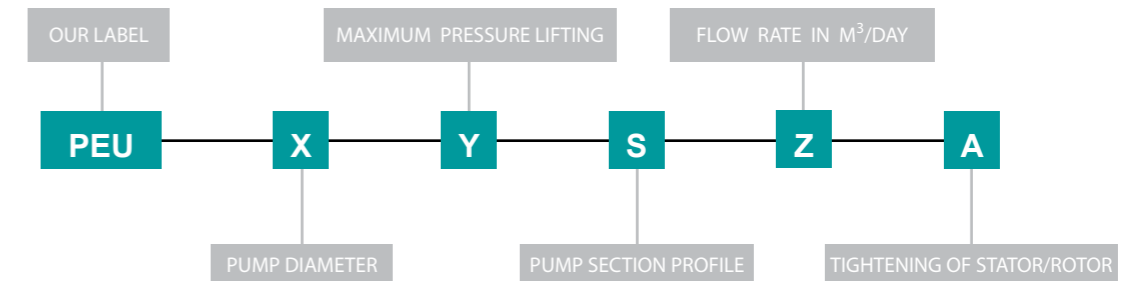 OUR LABEL
MAXIMUM PRESSURE LIFTING
FLOW RATE IN M³/DAY
PEU
X
Y
S
Z
A
PUMP DIAMETER
PUMP SECTION PROFILE
TIGHTENING OF STATOR/ROTOR